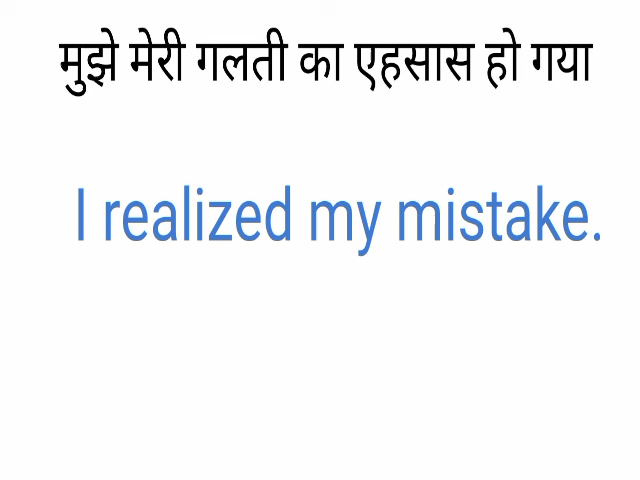 मुझे मेरी गलती का एहसास हो गया
I realized my mistake.